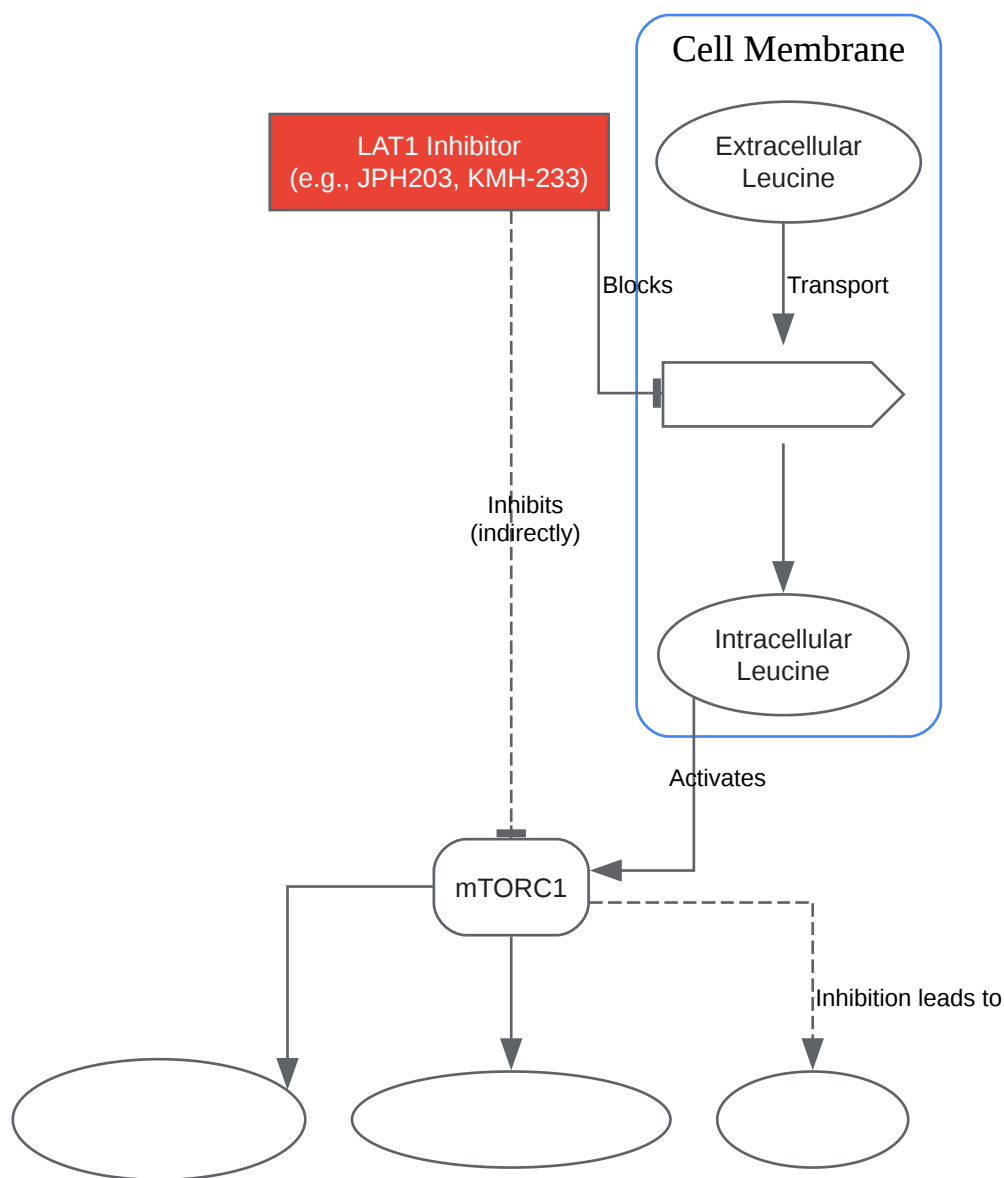 Cell Membrane
LAT1 Inhibitor
(e.g., JPH203, KMH-233)
Extracellular
Leucine
Blocks
Transport
Inhibits
(indirectly)
Intracellular
Leucine
Activates
mTORC1
Inhibition leads to